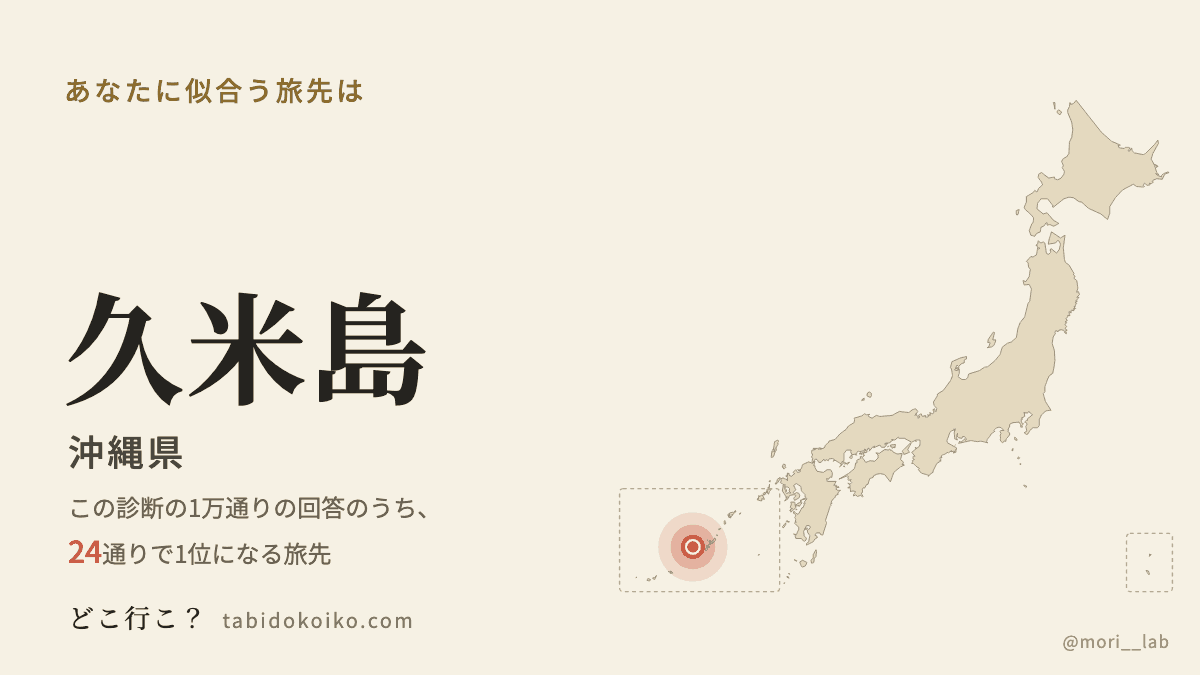 あなたに似合う旅先は
久米島
沖縄県
この診断の1万通りの回答のうち、
24通りで1位になる旅先
どこ行こ？ tabidokoiko.com
@mori__lab